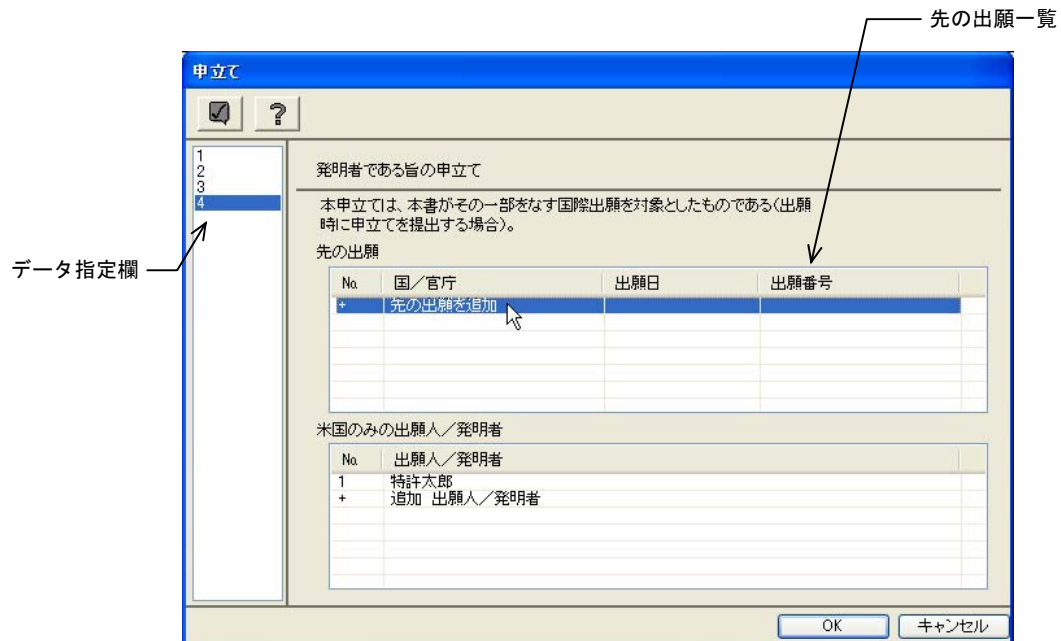 先の出願一覧
申立て
?
1
2
3
4
発明者である旨の申立て
本申立ては、本書がその一部をなす国際出願を対象としたものである(出願
時に申立てを提出する場合)。
先の出願
データ指定欄
No. 国/官庁 出願日 出願番号
+ 先の出願を追加
米国のみの出願人/発明者
No. 出願人/発明者
1 特許太郎
+ 追加 出願人/発明者
OK キャンセル